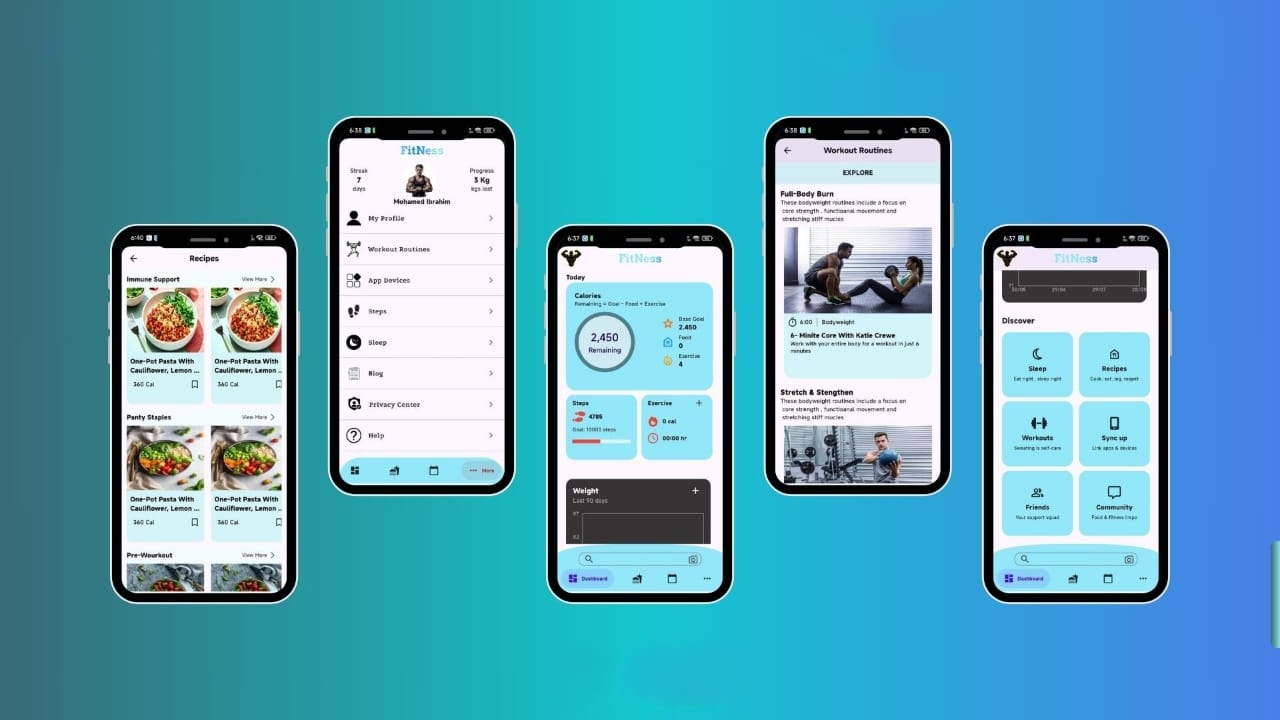 6:40
Recipes
Immune Support
View More
One-Pot Pasta With
Cauliflower, Lemon ...
360 Cal
One-Pot Pasta With
Cauliflower, Lemon ...
360 Cal
Panty Staples
View More
One-Pot Pasta With
Cauliflower, Lemon ...
360 Cal
One-Pot Pasta With
Cauliflower, Lemon ...
360 Cal
Pre-Wourkout
View More
6:38
FitNess
Streak
7
days
Progress
3 Kg
kgs lost
Mohamed Ibrahim
My Profile
Workout Routines
App Devices
Steps
Sleep
Blog
Privacy Center
Help
More
6:37
FitNess
Today
Calories
Remaining = Goal - Food + Exercise
2,450
Remaining
Base Goal
2.450
Food
0
Exercise
4
Steps
4785
Goal: 10000 steps
Exercise
0 cal
00:00 hr
Weight
Last 90 days
97
92
Dashboard
6:38
Workout Routines
EXPLORE
Full-Body Burn
These bodyweight routines include a focus on
core strength , functioanal movement and
stretching stiff mucles
6:00 | Bodyweight
6- Minite Core With Katie Crewe
Work with your entire body for a workout in just 6
minutes
Stretch & Stengthen
These bodyweight routines include a focus on
core strength , functioanal movement and
stretching stiff mucles
6:37
FitNess
29/06
29/07
Discover
Sleep
Eat right , sleep right
Recipes
Cook, eat, log, repeat
Workouts
Sweating is self-care
Sync up
Link apps & devices
Friends
Your support squad
Community
Food & fitness inspo
Dashboard